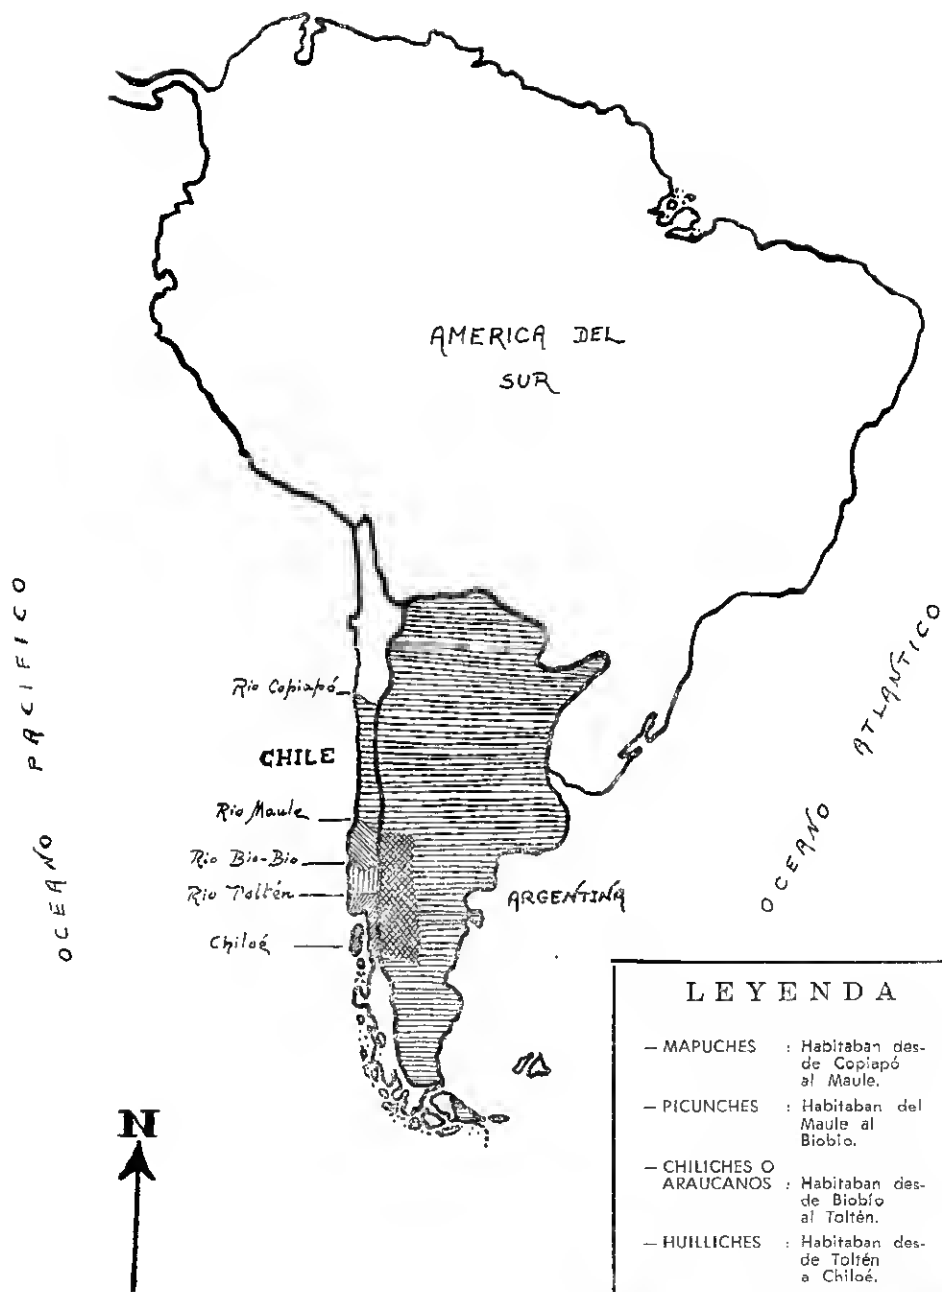 AMERICA DEL
SUR
OCEANO PACIFICO
OCEANO ATLANTICO
Rio Copiapó
CHILE
Rio Maule
Rio Bio-Bio
Rio Toltén
Chiloé
ARGENTINA
N
LEYENDA
— MAPUCHES : Habitaban des-
de Copiapó
al Maule.
— PICUNCHES : Habitaban del
Maule al
Biobío.
— CHILICHES O
ARAUCANOS : Habitaban des-
de Biobío
al Toltén.
— HUILLICHES : Habitaban des-
de Toltén
a Chiloé.